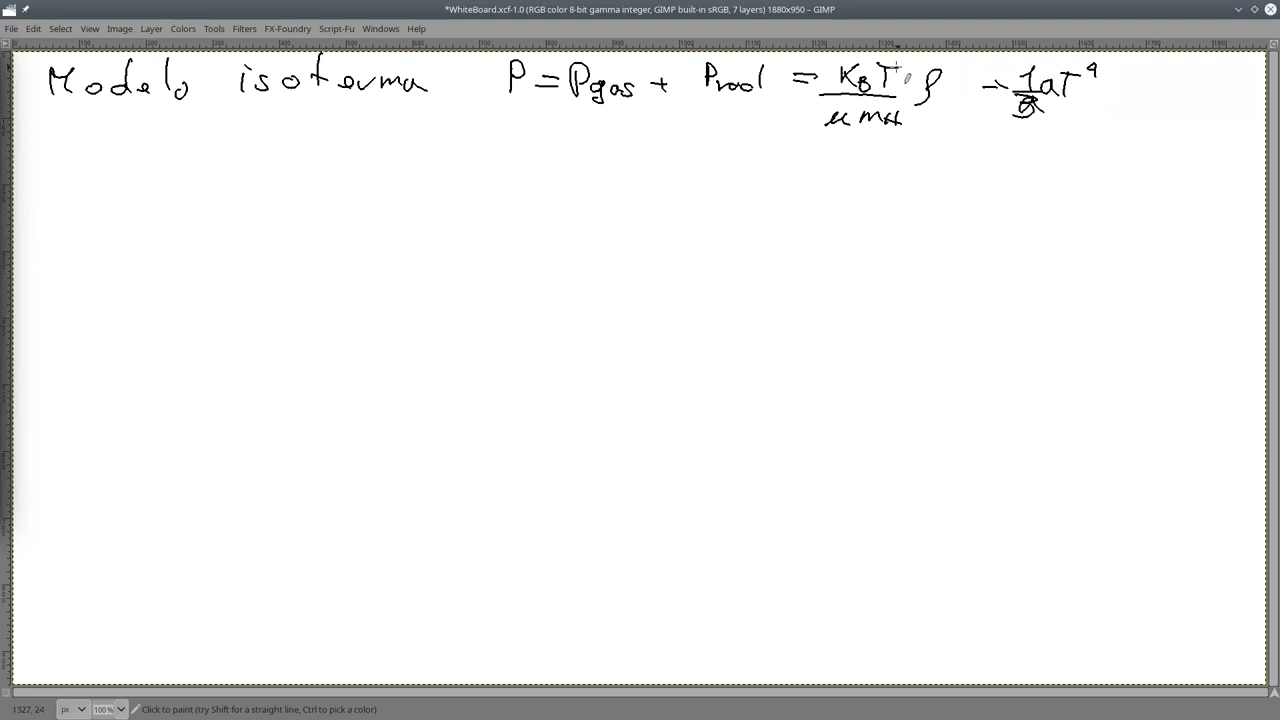 *WhiteBoard.xcf-1.0 (RGB color 8-bit gamma integer, GIMP built-in sRGB, 7 layers) 1880x950 – GIMP
File Edit Select View Image Layer Colors Tools Filters FX-Foundry Script-Fu Windows Help
Modelo isoterma P = Pgas + Prad = KBT/μmH ρ - 1/3 aT⁴
1327, 24 px 100% Click to paint (try Shift for a straight line, Ctrl to pick a color)